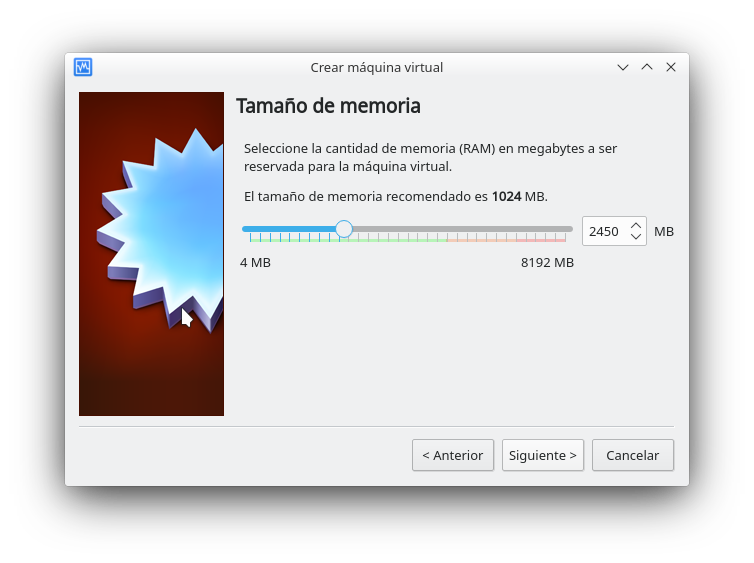 Crear máquina virtual
Tamaño de memoria
Seleccione la cantidad de memoria (RAM) en megabytes a ser
reservada para la máquina virtual.
El tamaño de memoria recomendado es 1024 MB.
2450 MB
4 MB 8192 MB
< Anterior Siguiente > Cancelar